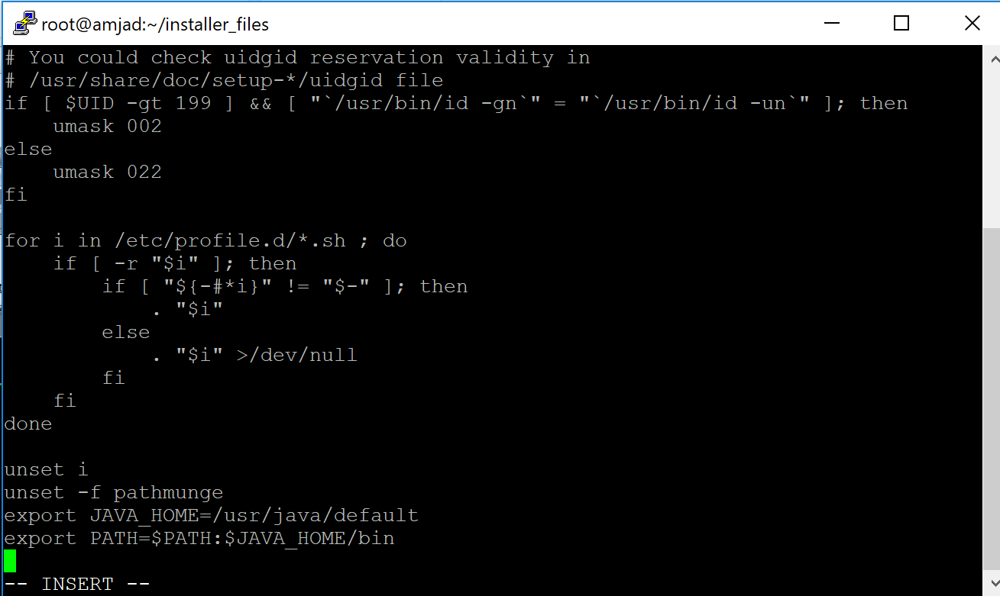 root@amjad:~/installer_files
# You could check uidgid reservation validity in
# /usr/share/doc/setup-*/uidgid file
if [ $UID -gt 199 ] && [ "`/usr/bin/id -gn`" = "`/usr/bin/id -un`" ]; then
    umask 002
else
    umask 022
fi

for i in /etc/profile.d/*.sh ; do
    if [ -r "$i" ]; then
        if [ "${-#*i}" != "$-" ]; then
            . "$i"
        else
            . "$i" >/dev/null
        fi
    fi
done

unset i
unset -f pathmunge
export JAVA_HOME=/usr/java/default
export PATH=$PATH:$JAVA_HOME/bin

-- INSERT --